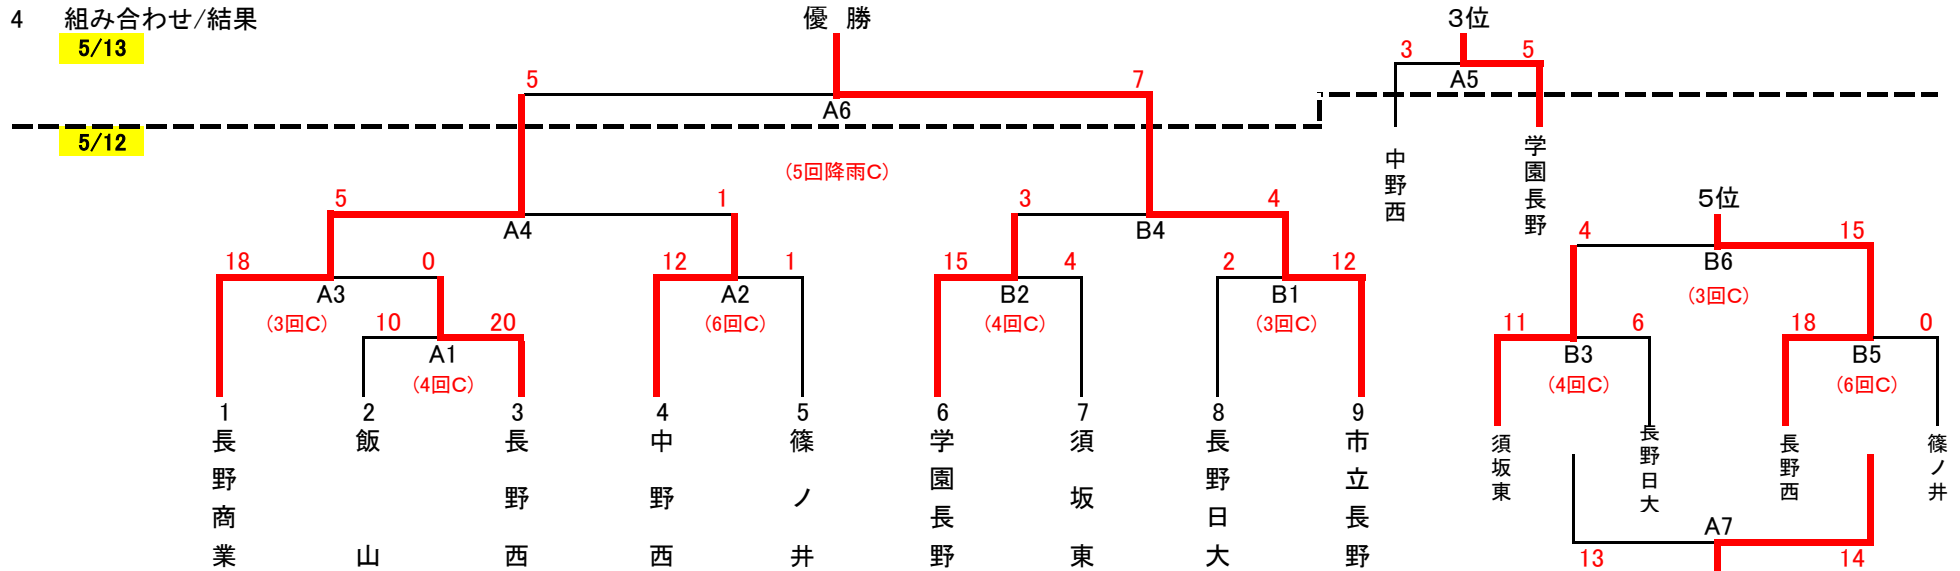 4 組み合わせ/結果
優 勝
3位
5/13
3
5
A5
5
7
A6
5/12
(5回降雨C)
中野西
学園長野
5
1
3
4
A4
B4
5位
4
15
B6
(3回C)
18
0
12
1
15
4
2
12
A3
A2
B2
B1
(3回C)
(6回C)
(4回C)
(3回C)
10
20
A1
(4回C)
11
6
18
0
B3
B5
(4回C)
(6回C)
1
2
3
4
5
6
7
8
9
長野商業
飯山
長野西
中野西
篠ノ井
学園長野
須坂東
長野日大
市立長野
須坂東
長野日大
長野西
篠ノ井
A7
13
14